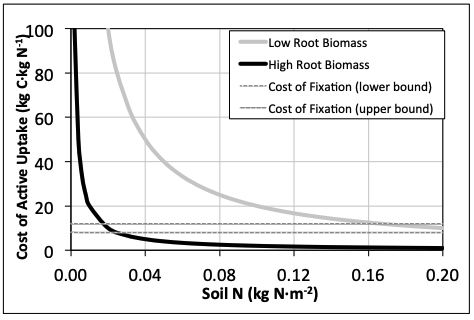 100
80
60
40
20
0
Cost of Active Uptake (kg C·kg N-1)
Low Root Biomass
High Root Biomass
Cost of Fixation (lower bound)
Cost of Fixation (upper bound)
0.00 0.04 0.08 0.12 0.16 0.20
Soil N (kg N·m-2)